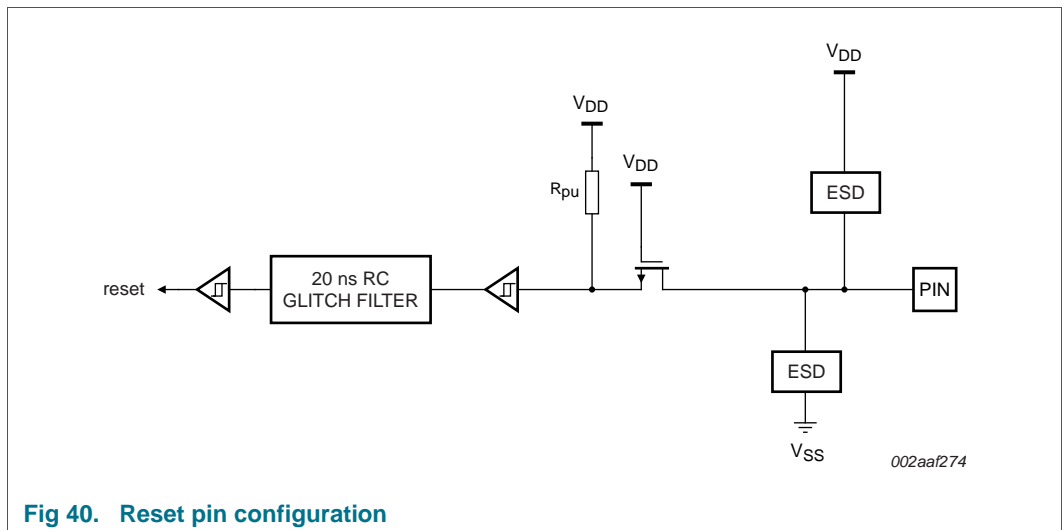 VDD
VDD
VDD
Rpu
ESD
reset
20 ns RC
GLITCH FILTER
PIN
ESD
VSS
002aaf274
Fig 40. Reset pin configuration